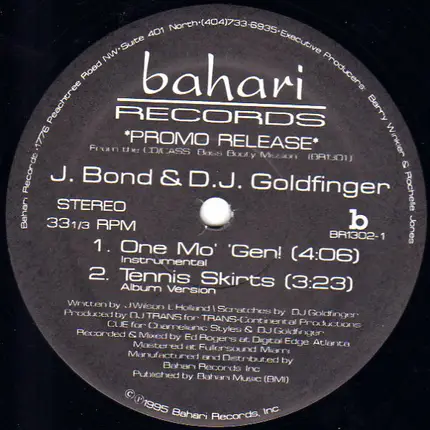 Bahari Records · 1776 Peachtree Road NW · Suite 401 North · (404)733-6935 · Executive Producers: Barry Winker & Rochelle Jones
bahari
RECORDS
*PROMO RELEASE*
From the CD/CASS Bass Booty Mission (BR1301)
J. Bond & D.J. Goldfinger
STEREO
33 1/3 RPM
b
BR1302-1
1. One Mo' 'Gen! (4:06)
Instrumental
2. Tennis Skirts (3:23)
Album Version
Written by J.Wilson L Holland \ Scratches by DJ Goldfinger
Produced by DJ TRANS for TRANS-Continental Productions
CUE for Chameleanic Styles & DJ Goldfinger
Recorded & Mixed by Ed Rogers at Digital Edge Atlanta
Mastered at Fullersound, Miami
Manufactured and Distributed by
Bahari Records Inc
Published by Bahari Music (BMI)
©℗1995 Bahari Records, Inc.